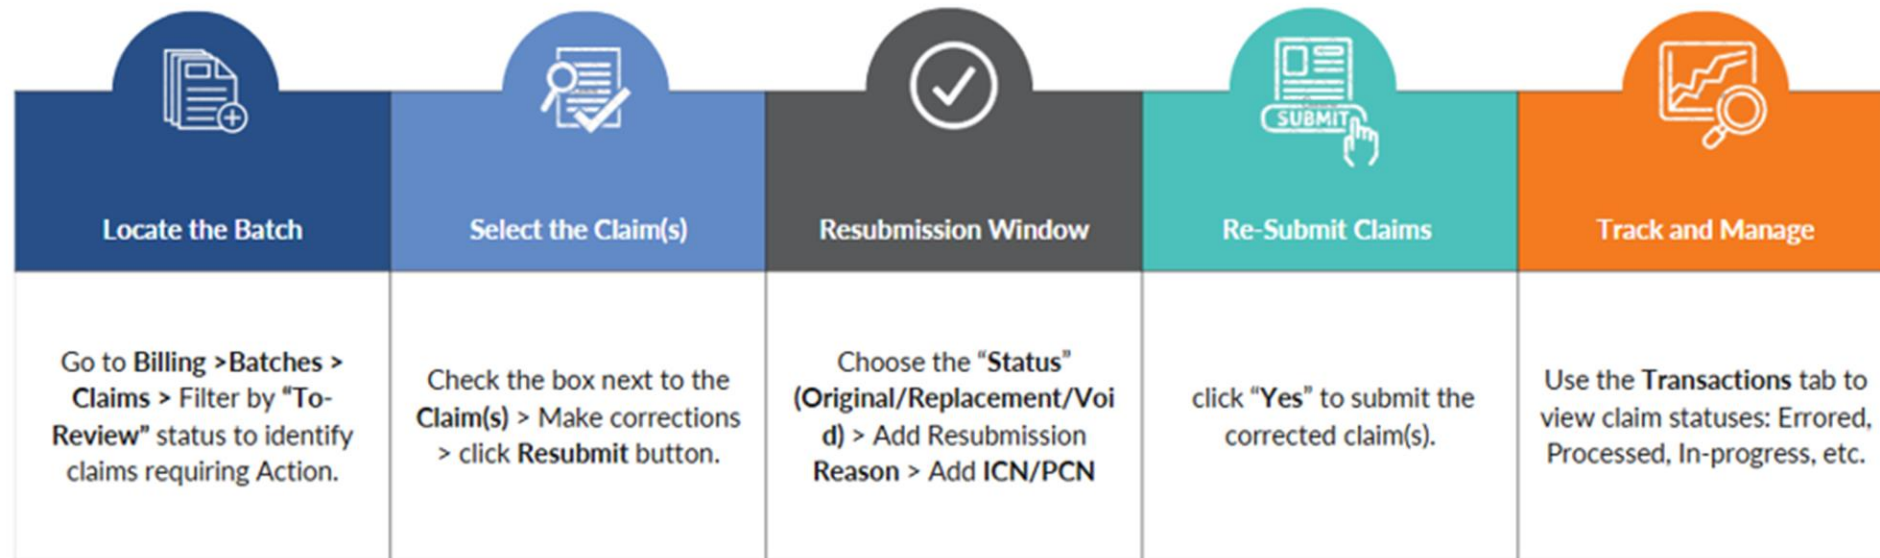 SUBMIT
Locate the Batch
Select the Claim(s)
Resubmission Window
Re-Submit Claims
Track and Manage
Go to Billing >Batches >
Claims > Filter by “To-
Review” status to identify
claims requiring Action.
Check the box next to the
Claim(s) > Make corrections
> click Resubmit button.
Choose the “Status”
(Original/Replacement/Voi
d) > Add Resubmission
Reason > Add ICN/PCN
click “Yes” to submit the
corrected claim(s).
Use the Transactions tab to
view claim statuses: Errored,
Processed, In-progress, etc.